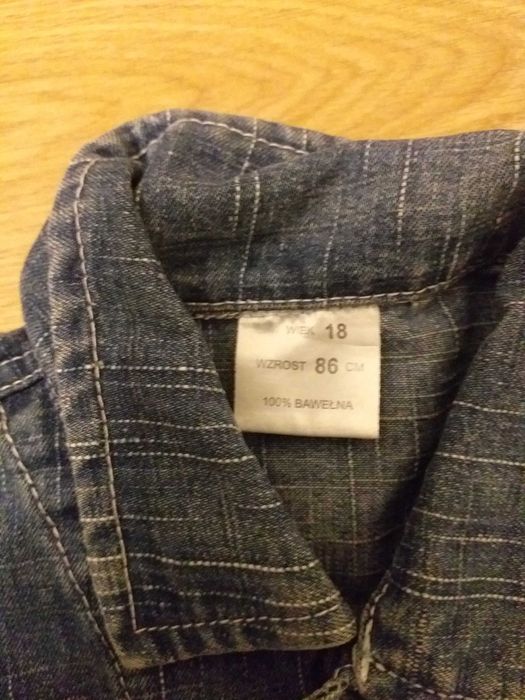 WIEK 18
WZROST 86 CM
100% BAWEŁNA